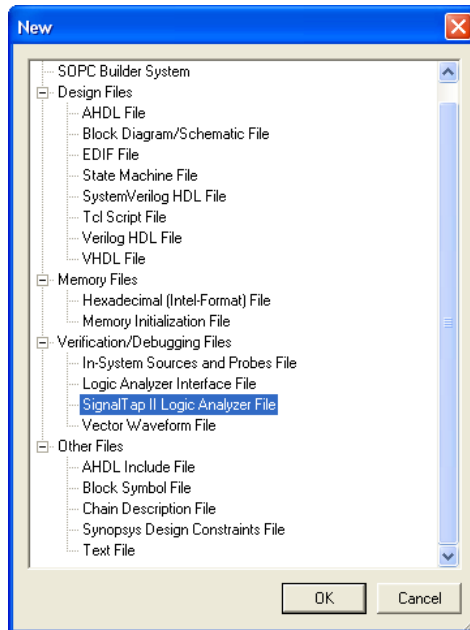 New
SOPC Builder System
Design Files
AHDL File
Block Diagram/Schematic File
EDIF File
State Machine File
SystemVerilog HDL File
Tcl Script File
Verilog HDL File
VHDL File
Memory Files
Hexadecimal (Intel-Format) File
Memory Initialization File
Verification/Debugging Files
In-System Sources and Probes File
Logic Analyzer Interface File
SignalTap II Logic Analyzer File
Vector Waveform File
Other Files
AHDL Include File
Block Symbol File
Chain Description File
Synopsys Design Constraints File
Text File
OK Cancel